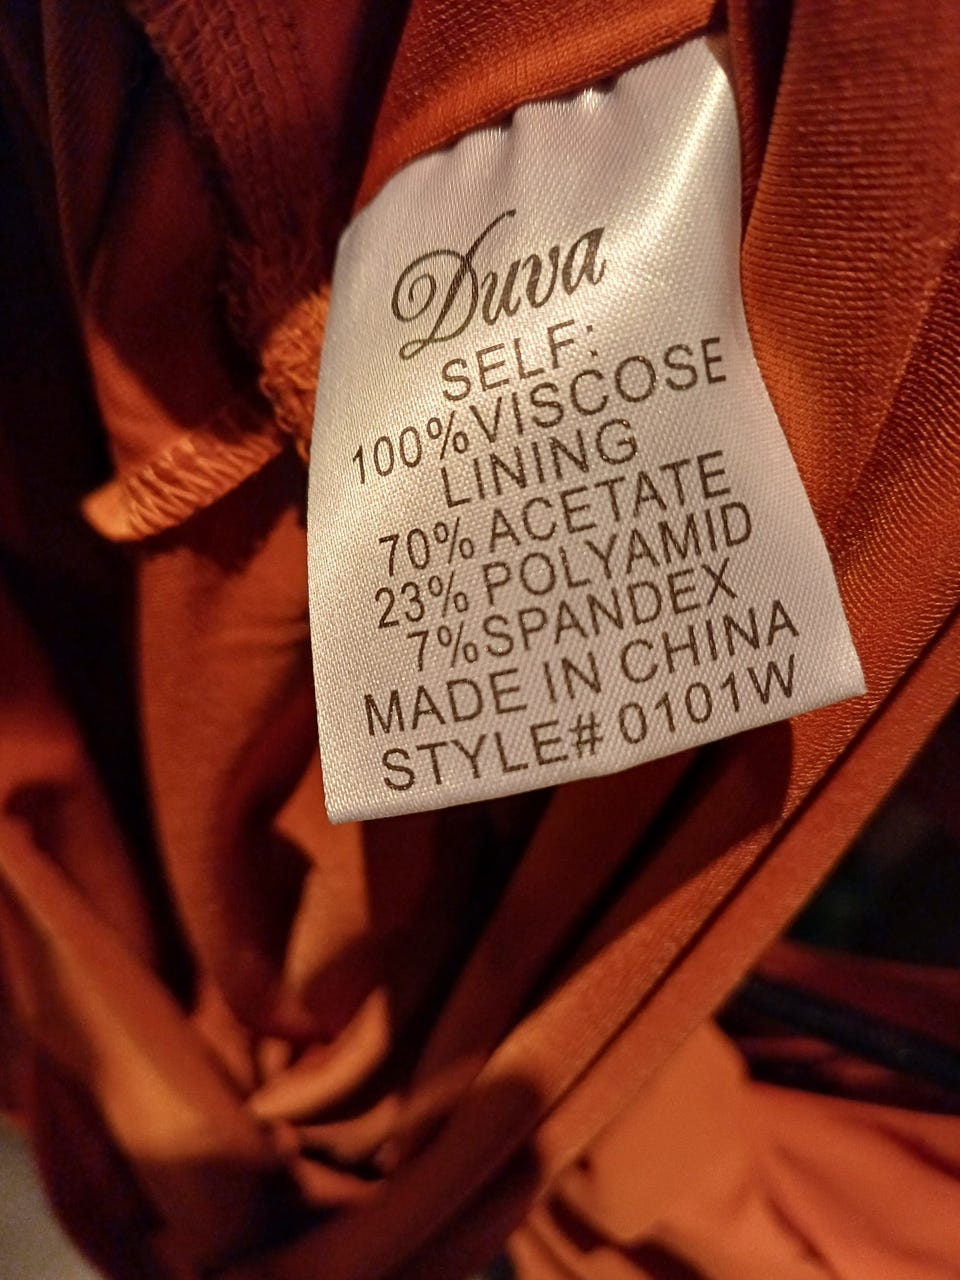 Duva
SELF:
100%VISCOSE
LINING
70% ACETATE
23% POLYAMID
7%SPANDEX
MADE IN CHINA
STYLE# 0101W